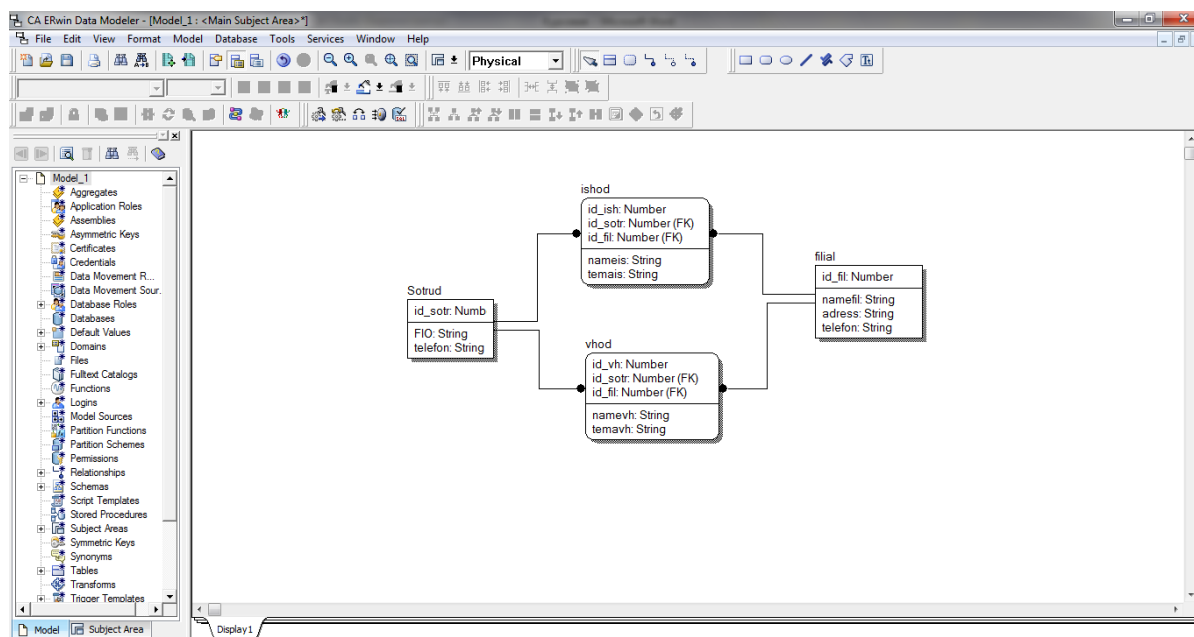 CA ERwin Data Modeler - [Model_1 : <Main Subject Area>*]
File Edit View Format Model Database Tools Services Window Help
Physical
Model_1
Aggregates
Application Roles
Assemblies
Asymmetric Keys
Certificates
Credentials
Data Movement R...
Data Movement Sour.
Database Roles
Databases
Default Values
Domains
Files
Fulltext Catalogs
Functions
Logins
Model Sources
Partition Functions
Partition Schemes
Permissions
Relationships
Schemas
Script Templates
Stored Procedures
Subject Areas
Symmetric Keys
Synonyms
Tables
Transforms
Trigger Templates
Model Subject Area
ishod
id_ish: Number
id_sotr: Number (FK)
id_fil: Number (FK)
nameis: String
temais: String
filial
id_fil: Number
namefil: String
adress: String
telefon: String
Sotrud
id_sotr: Numb
FIO: String
telefon: String
vhod
id_vh: Number
id_sotr: Number (FK)
id_fil: Number (FK)
namevh: String
temavh: String
Display1